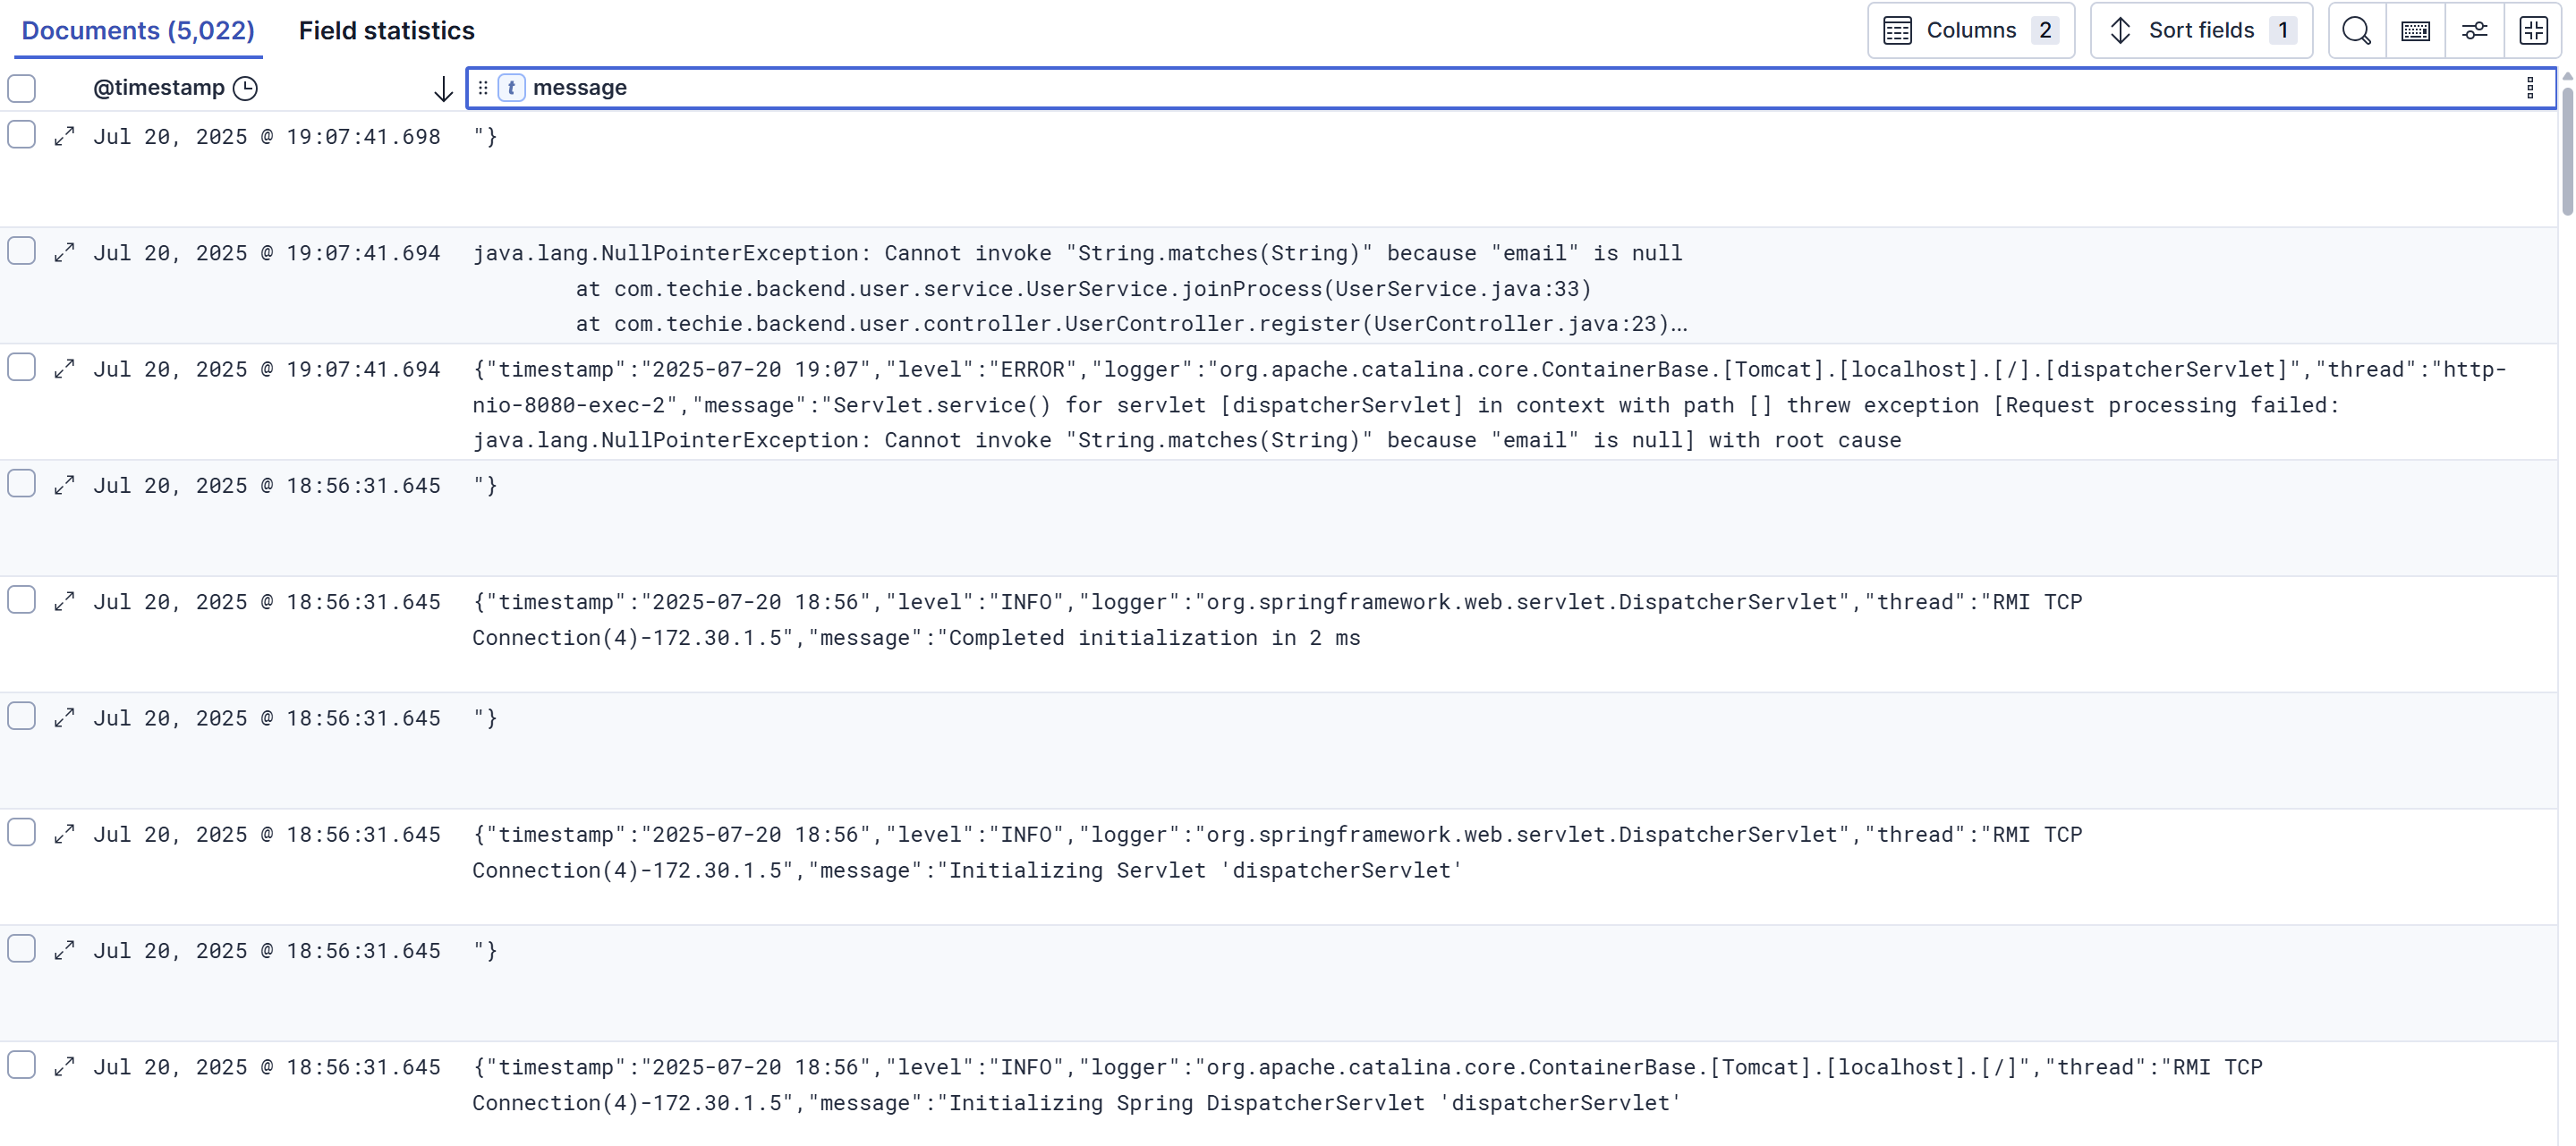 Documents (5,022) Field statistics Columns 2 Sort fields 1
@timestamp t message
Jul 20, 2025 @ 19:07:41.698 "}
Jul 20, 2025 @ 19:07:41.694 java.lang.NullPointerException: Cannot invoke "String.matches(String)" because "email" is null
at com.techie.backend.user.service.UserService.joinProcess(UserService.java:33)
at com.techie.backend.user.controller.UserController.register(UserController.java:23)...
Jul 20, 2025 @ 19:07:41.694 {"timestamp":"2025-07-20 19:07","level":"ERROR","logger":"org.apache.catalina.core.ContainerBase.[Tomcat].[localhost].[/].[dispatcherServlet]","thread":"http-
nio-8080-exec-2","message":"Servlet.service() for servlet [dispatcherServlet] in context with path [] threw exception [Request processing failed:
java.lang.NullPointerException: Cannot invoke "String.matches(String)" because "email" is null] with root cause
Jul 20, 2025 @ 18:56:31.645 "}
Jul 20, 2025 @ 18:56:31.645 {"timestamp":"2025-07-20 18:56","level":"INFO","logger":"org.springframework.web.servlet.DispatcherServlet","thread":"RMI TCP
Connection(4)-172.30.1.5","message":"Completed initialization in 2 ms
Jul 20, 2025 @ 18:56:31.645 "}
Jul 20, 2025 @ 18:56:31.645 {"timestamp":"2025-07-20 18:56","level":"INFO","logger":"org.springframework.web.servlet.DispatcherServlet","thread":"RMI TCP
Connection(4)-172.30.1.5","message":"Initializing Servlet 'dispatcherServlet'
Jul 20, 2025 @ 18:56:31.645 "}
Jul 20, 2025 @ 18:56:31.645 {"timestamp":"2025-07-20 18:56","level":"INFO","logger":"org.apache.catalina.core.ContainerBase.[Tomcat].[localhost].[/]","thread":"RMI TCP
Connection(4)-172.30.1.5","message":"Initializing Spring DispatcherServlet 'dispatcherServlet'